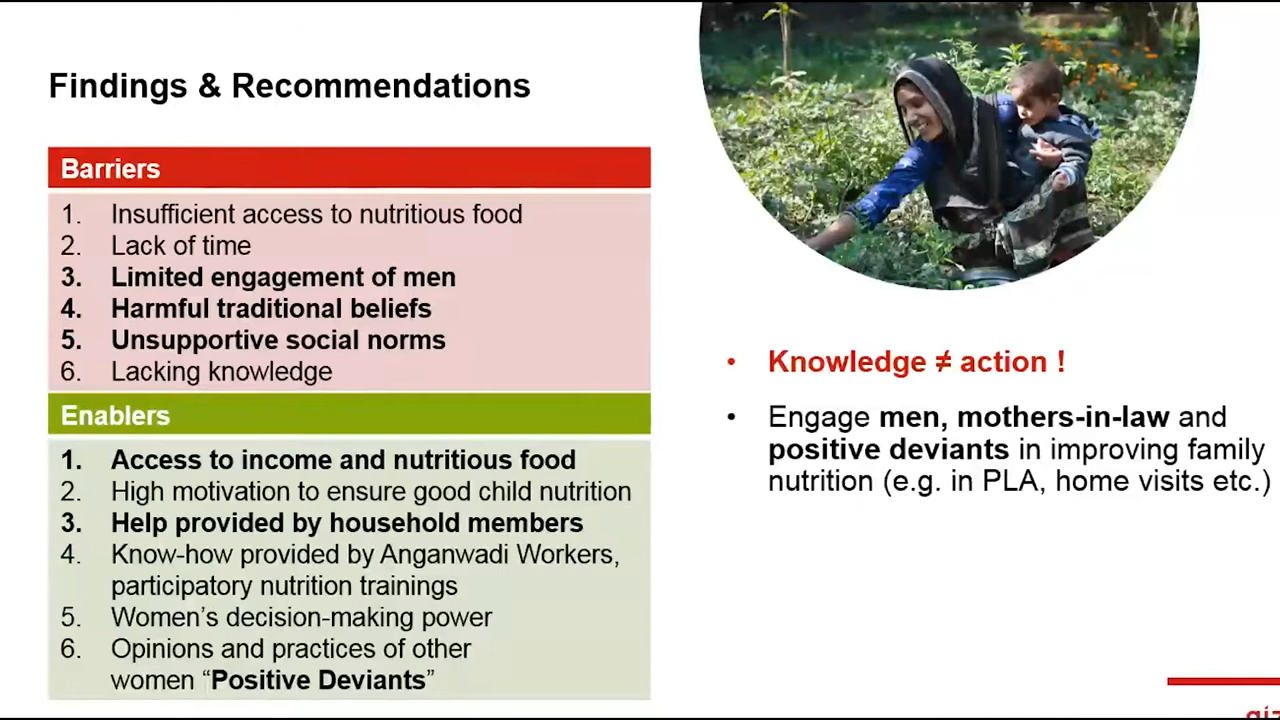 Findings & Recommendations
Barriers
1. Insufficient access to nutritious food
2. Lack of time
3. Limited engagement of men
4. Harmful traditional beliefs
5. Unsupportive social norms
6. Lacking knowledge
Enablers
1. Access to income and nutritious food
2. High motivation to ensure good child nutrition
3. Help provided by household members
4. Know-how provided by Anganwadi Workers,
participatory nutrition trainings
5. Women’s decision-making power
6. Opinions and practices of other
women “Positive Deviants”
• Knowledge ≠ action !
• Engage men, mothers-in-law and
positive deviants in improving family
nutrition (e.g. in PLA, home visits etc.)